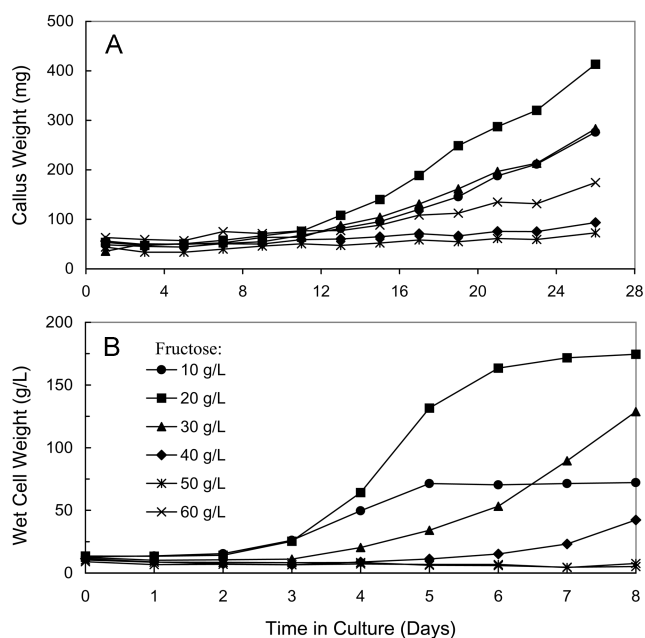 500
A
400
300
200
100
0
Callus Weight (mg)
0 4 8 12 16 20 24 28
200
B
150
100
50
0
Wet Cell Weight (g/L)
Fructose:
10 g/L
20 g/L
30 g/L
40 g/L
50 g/L
60 g/L
0 1 2 3 4 5 6 7 8
Time in Culture (Days)